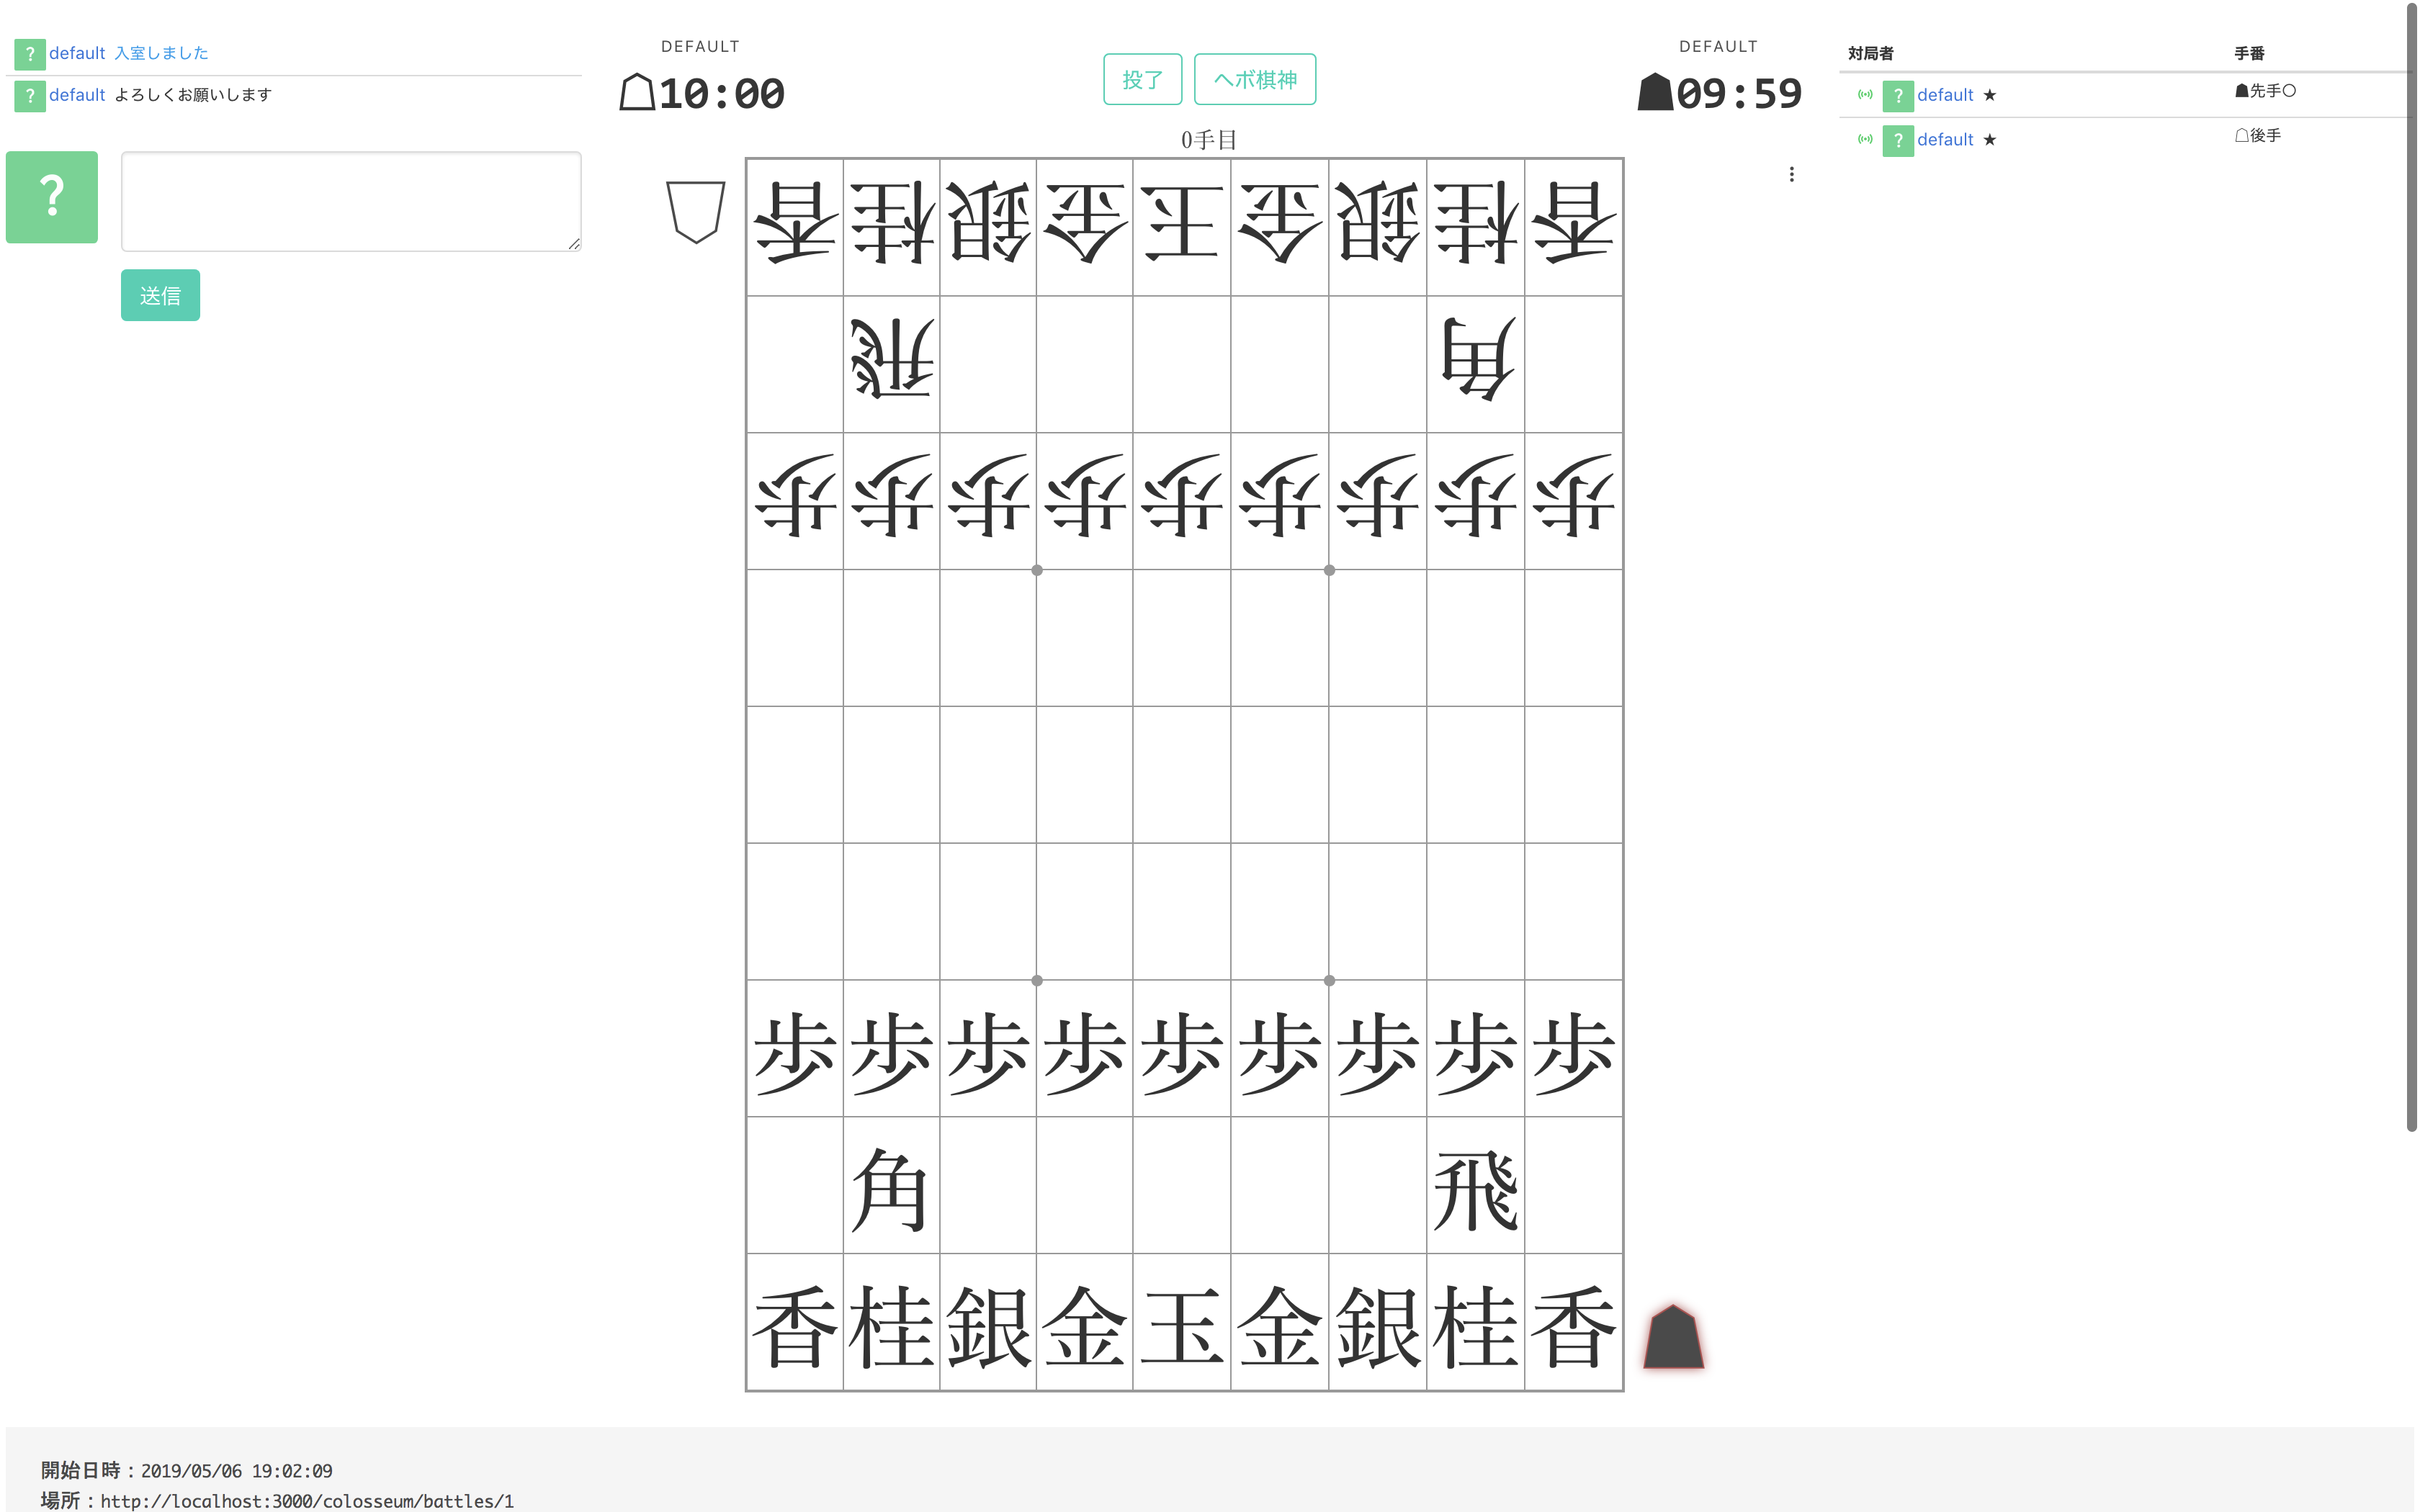 ? default 入室しました
? default よろしくお願いします
?
送信
DEFAULT
10:00
投了 ヘボ棋神
DEFAULT
09:59
0手目
香 桂 銀 金 玉 金 銀 桂 香
飛 角
歩 歩 歩 歩 歩 歩 歩 歩 歩
歩 歩 歩 歩 歩 歩 歩 歩 歩
角 飛
香 桂 銀 金 玉 金 銀 桂 香
対局者 手番
? default ★ ☗先手○
? default ★ ☖後手
開始日時：2019/05/06 19:02:09
場所：http://localhost:3000/colosseum/battles/1